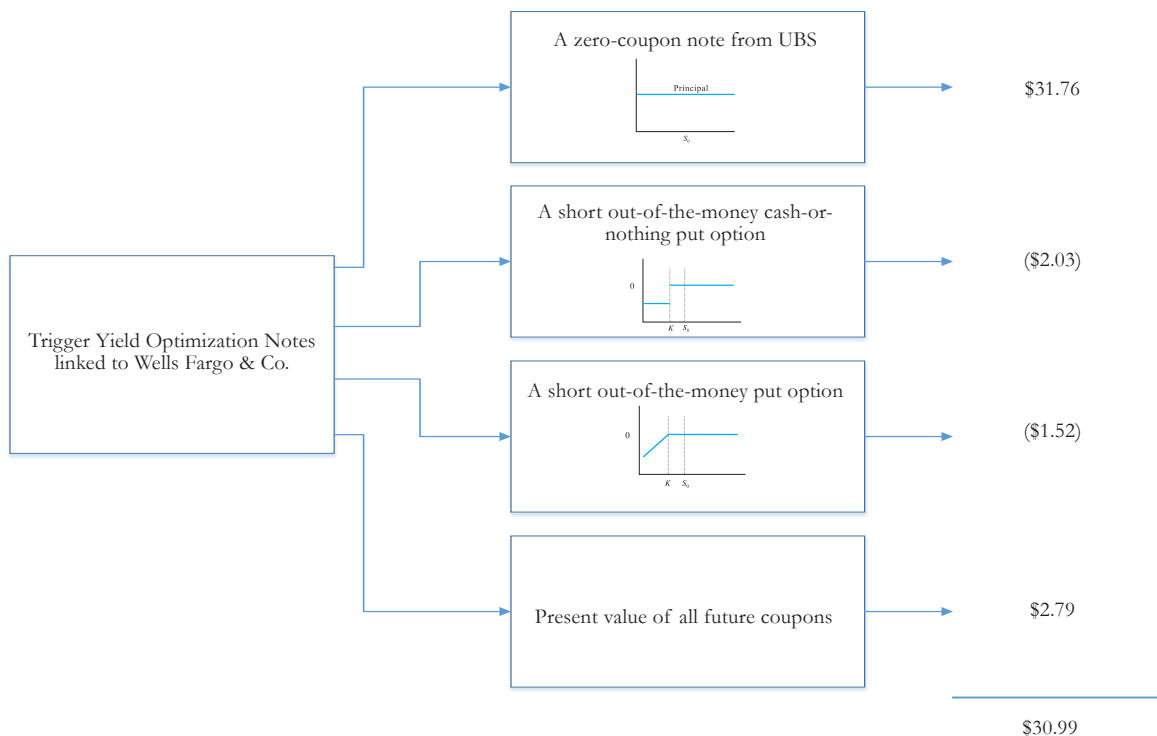 A zero-coupon note from UBS
Principal
S0
$31.76
A short out-of-the-money cash-or-
nothing put option
0
K
S0
($2.03)
Trigger Yield Optimization Notes
linked to Wells Fargo & Co.
A short out-of-the-money put option
0
K
S0
($1.52)
Present value of all future coupons
$2.79
$30.99